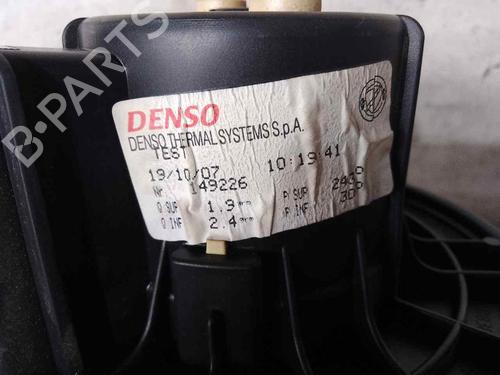 B-PARTS
DENSO
DENSO THERMAL SYSTEMS S.p.A.
TEST
19/10/07 10:19:41
Nr 149226
Q SUP 1.9 P SUP
Q INF 2.4 P INF